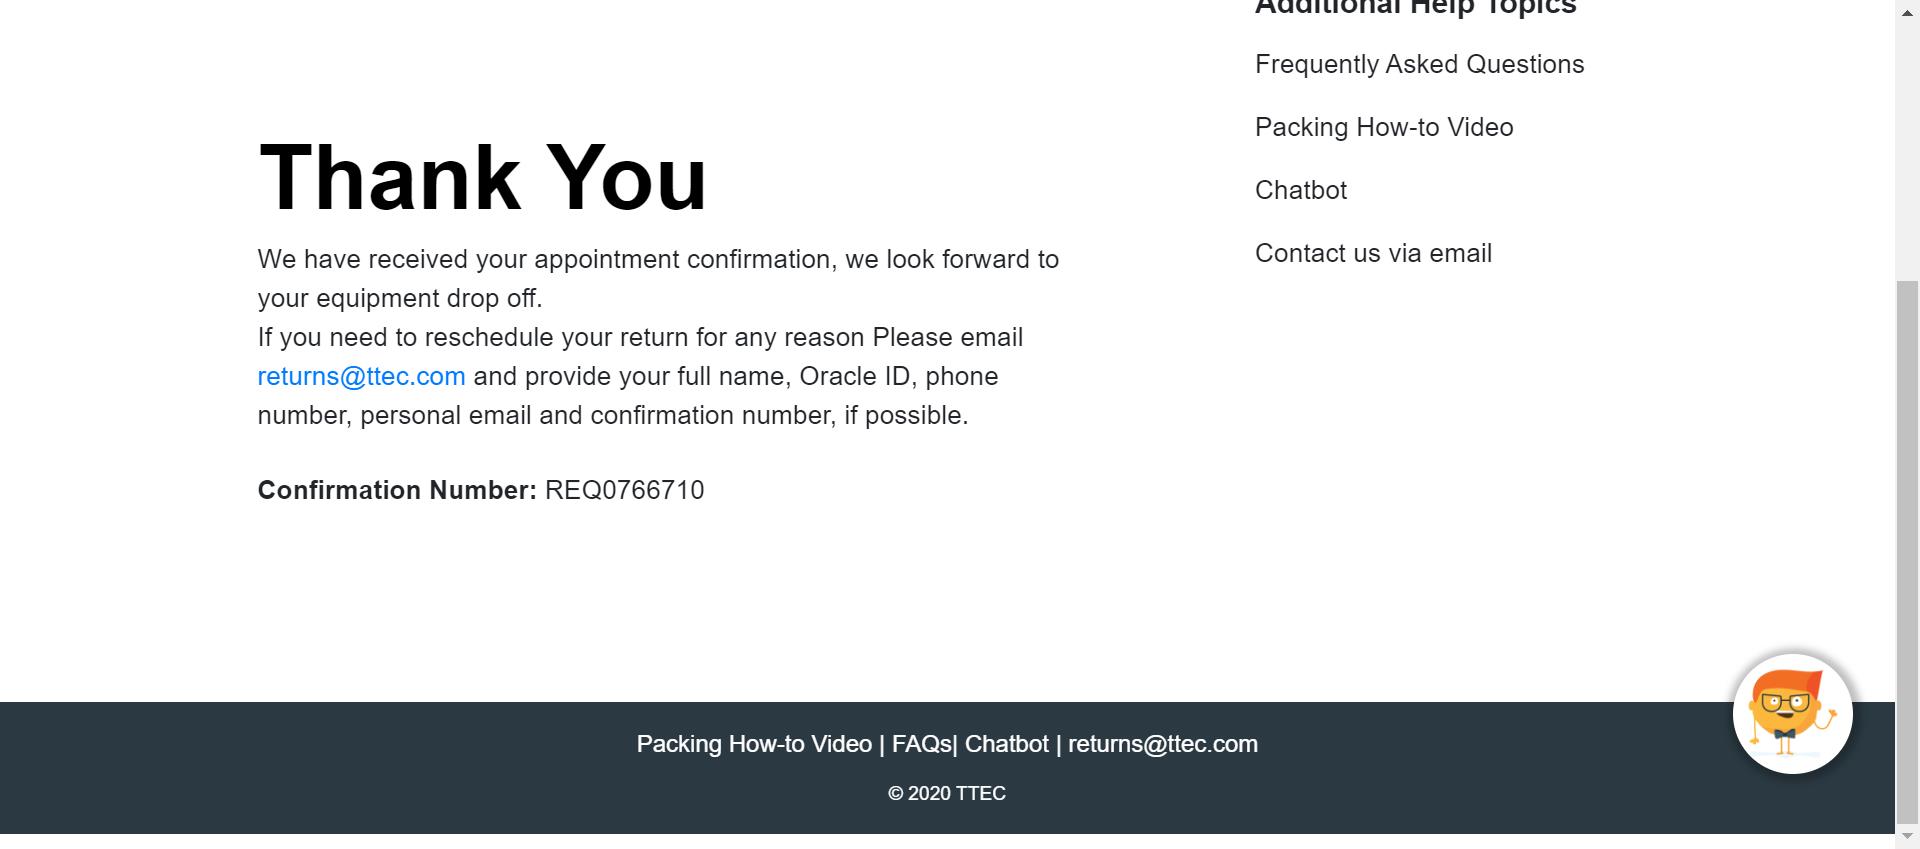 Thank You
We have received your appointment confirmation, we look forward to
your equipment drop off.
If you need to reschedule your return for any reason Please email
returns@ttec.com and provide your full name, Oracle ID, phone
number, personal email and confirmation number, if possible.
Confirmation Number: REQ0766710
Additional Help Topics
Frequently Asked Questions
Packing How-to Video
Chatbot
Contact us via email
Packing How-to Video | FAQs| Chatbot | returns@ttec.com
© 2020 TTEC